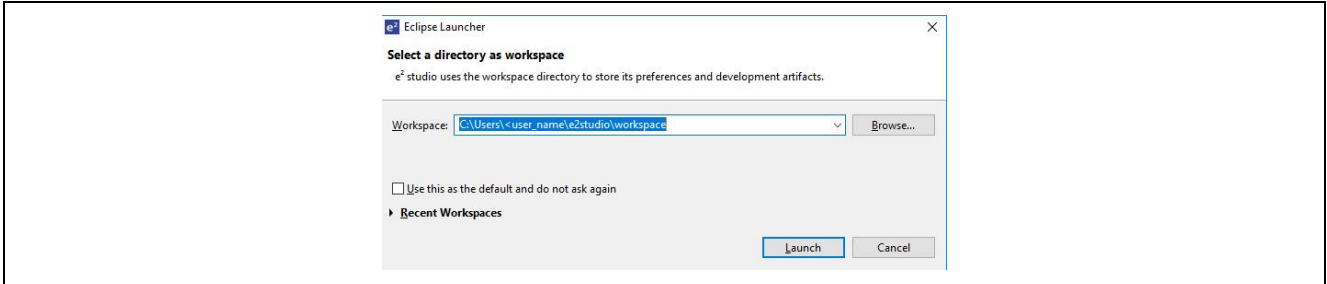 e² Eclipse Launcher
Select a directory as workspace
e² studio uses the workspace directory to store its preferences and development artifacts.
Workspace: C:\Users\<user_name\e2studio\workspace Browse...
Use this as the default and do not ask again
Recent Workspaces
Launch Cancel